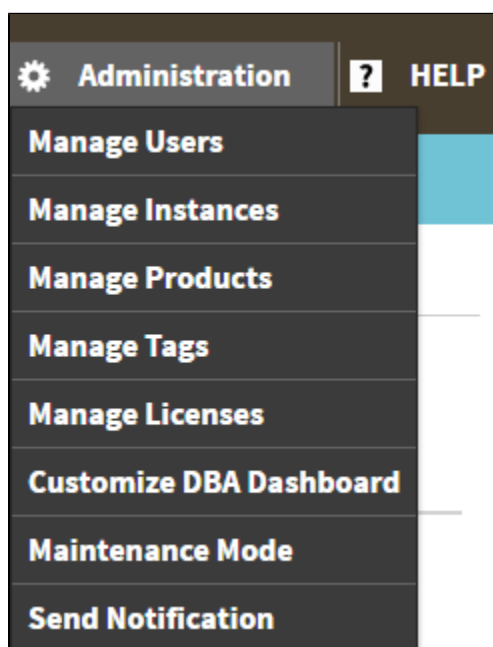 Administration ? HELP
Manage Users
Manage Instances
Manage Products
Manage Tags
Manage Licenses
Customize DBA Dashboard
Maintenance Mode
Send Notification